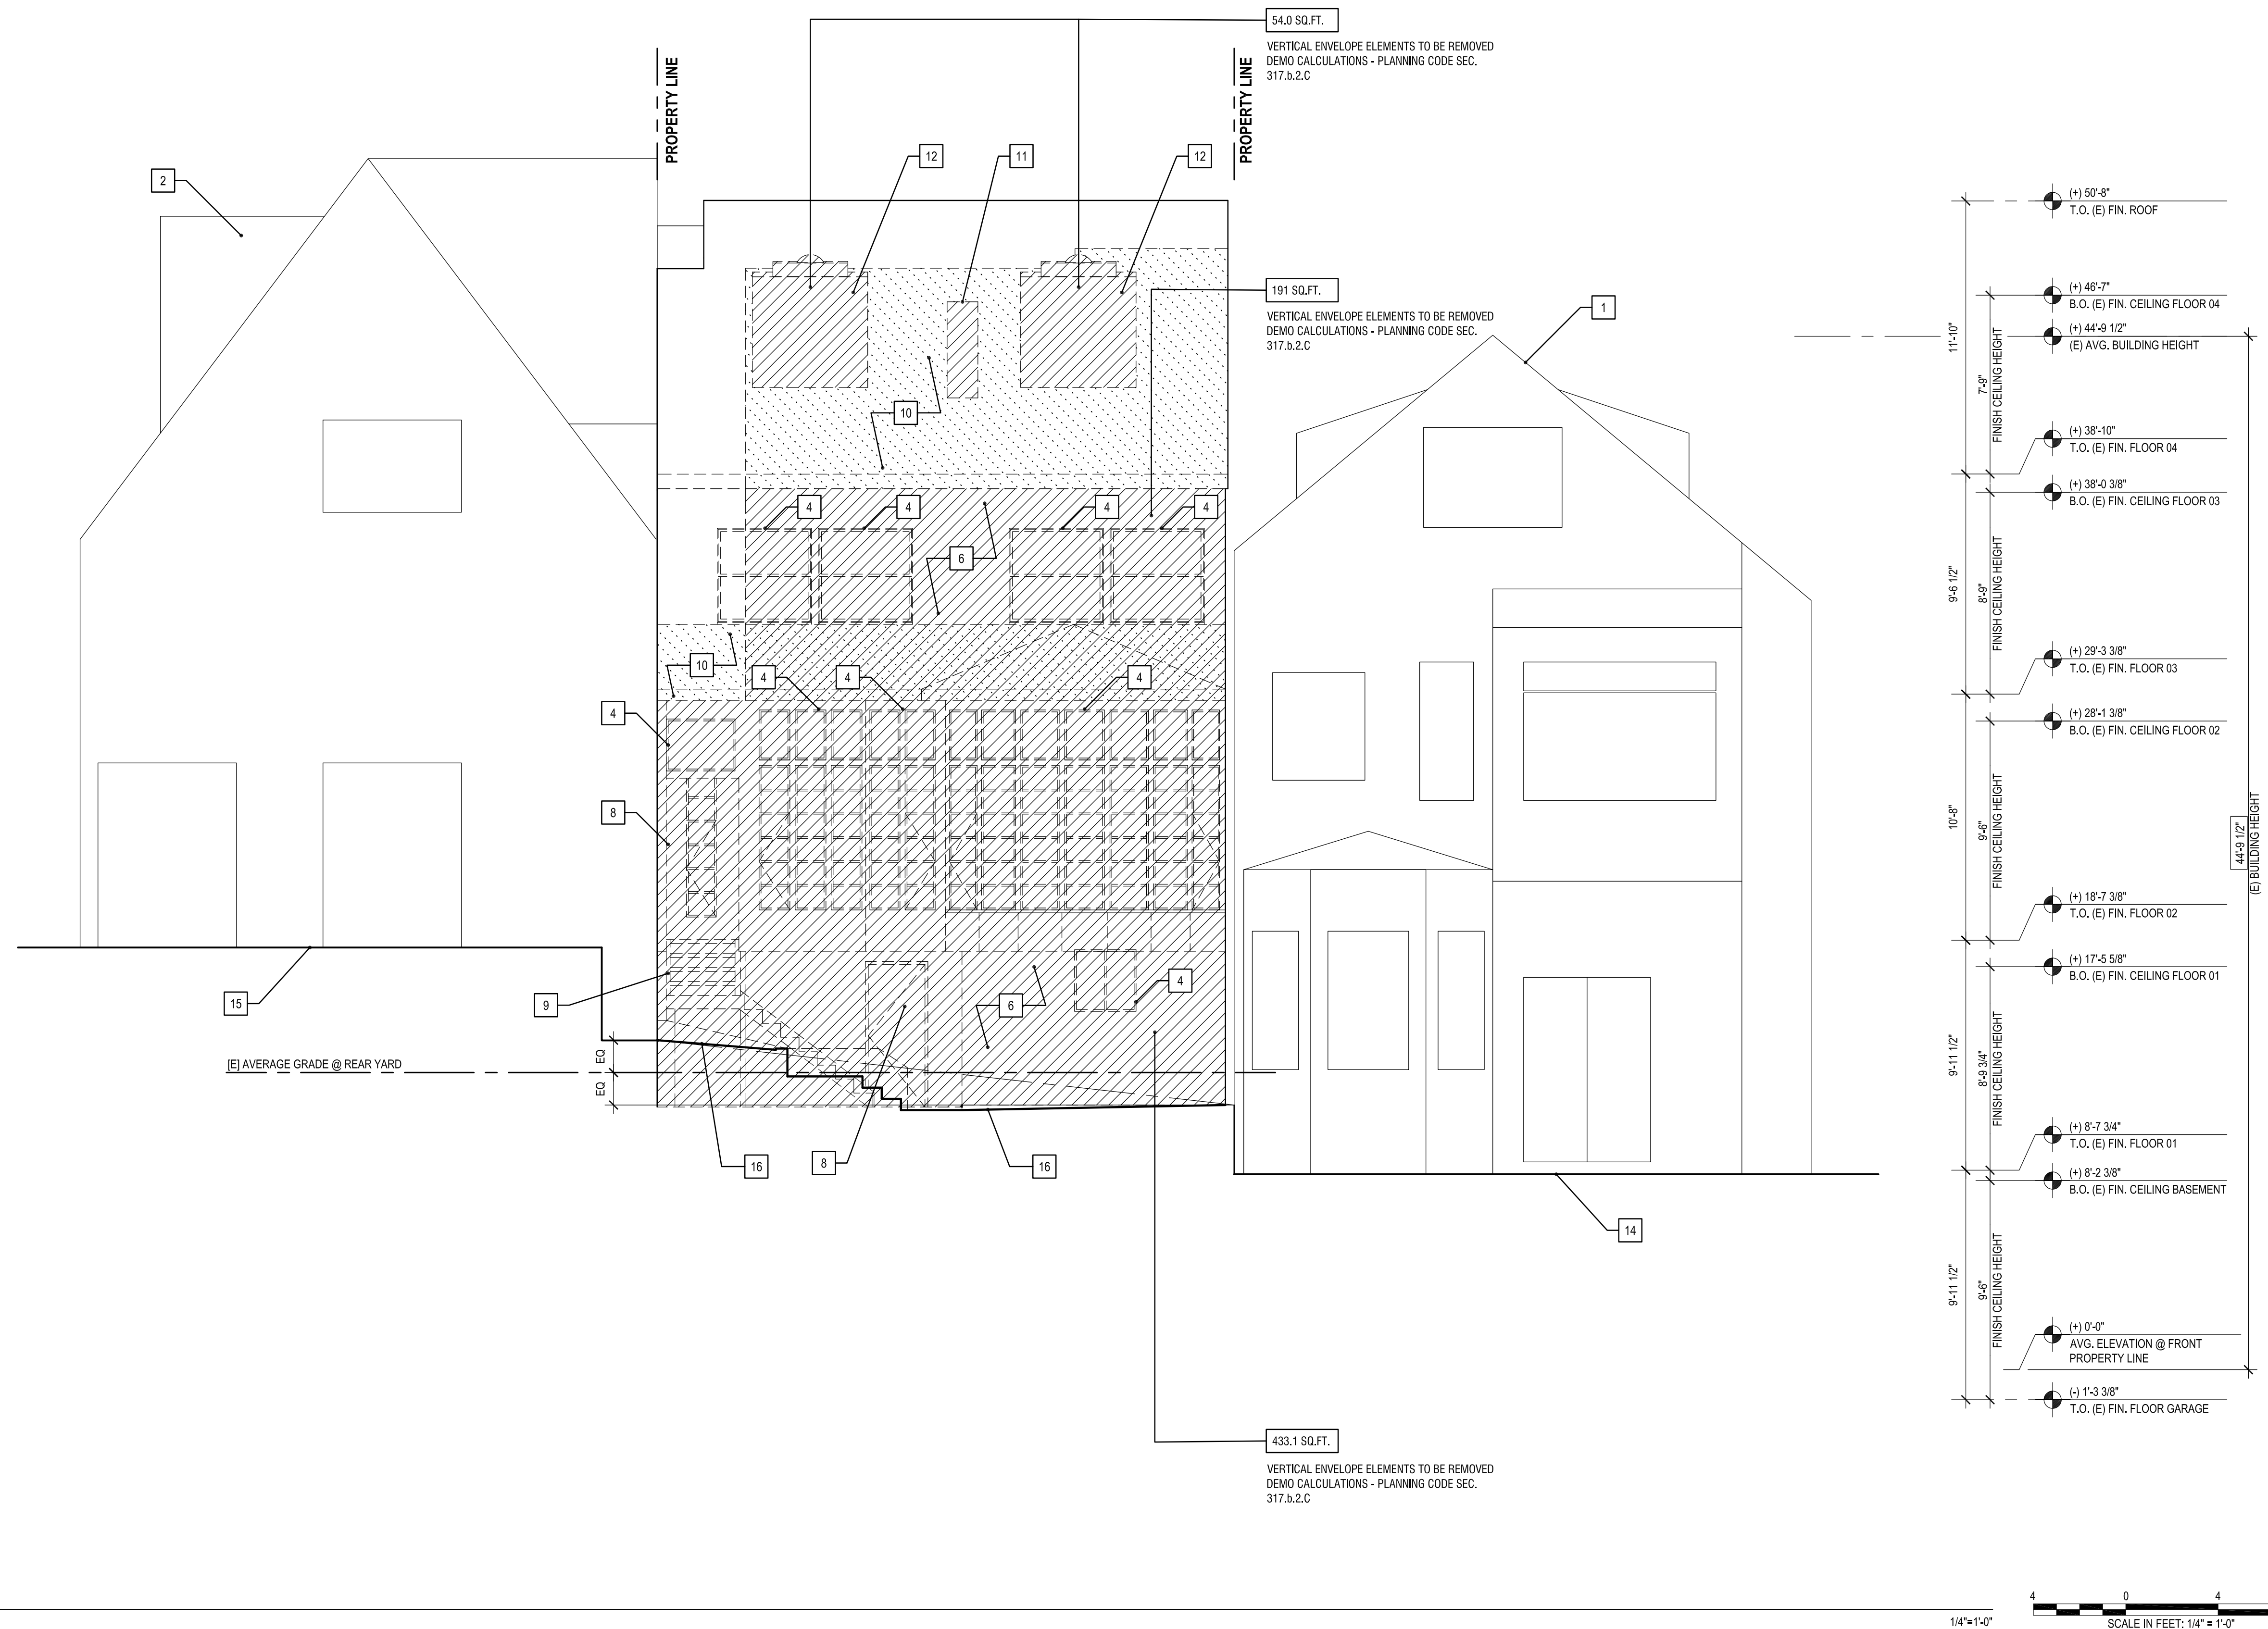 54.0 SQ.FT.
VERTICAL ENVELOPE ELEMENTS TO BE REMOVED
DEMO CALCULATIONS - PLANNING CODE SEC.
317.b.2.C
PROPERTY LINE
PROPERTY LINE
2
12
11
12
191 SQ.FT.
VERTICAL ENVELOPE ELEMENTS TO BE REMOVED
DEMO CALCULATIONS - PLANNING CODE SEC.
317.b.2.C
1
10
4
4
4
4
6
10
4
4
4
4
8
9
4
6
15
[E] AVERAGE GRADE @ REAR YARD
EQ
EQ
16
8
16
14
433.1 SQ.FT.
VERTICAL ENVELOPE ELEMENTS TO BE REMOVED
DEMO CALCULATIONS - PLANNING CODE SEC.
317.b.2.C
(+) 50'-8"
T.O. (E) FIN. ROOF
(+) 46'-7"
B.O. (E) FIN. CEILING FLOOR 04
(+) 44'-9 1/2"
(E) AVG. BUILDING HEIGHT
(+) 38'-10"
T.O. (E) FIN. FLOOR 04
(+) 38'-0 3/8"
B.O. (E) FIN. CEILING FLOOR 03
(+) 29'-3 3/8"
T.O. (E) FIN. FLOOR 03
(+) 28'-1 3/8"
B.O. (E) FIN. CEILING FLOOR 02
(+) 18'-7 3/8"
T.O. (E) FIN. FLOOR 02
(+) 17'-5 5/8"
B.O. (E) FIN. CEILING FLOOR 01
(+) 8'-7 3/4"
T.O. (E) FIN. FLOOR 01
(+) 8'-2 3/8"
B.O. (E) FIN. CEILING BASEMENT
(+) 0'-0"
AVG. ELEVATION @ FRONT
PROPERTY LINE
(-) 1'-3 3/8"
T.O. (E) FIN. FLOOR GARAGE
11'-10"
7'-9"
FINISH CEILING HEIGHT
9'-6 1/2"
8'-9"
FINISH CEILING HEIGHT
10'-8"
9'-6"
FINISH CEILING HEIGHT
9'-11 1/2"
8'-9 3/4"
FINISH CEILING HEIGHT
9'-11 1/2"
9'-6"
FINISH CEILING HEIGHT
44'-9 1/2"
(E) BUILDING HEIGHT
1/4"=1'-0"
4 0 4
SCALE IN FEET: 1/4" = 1'-0"